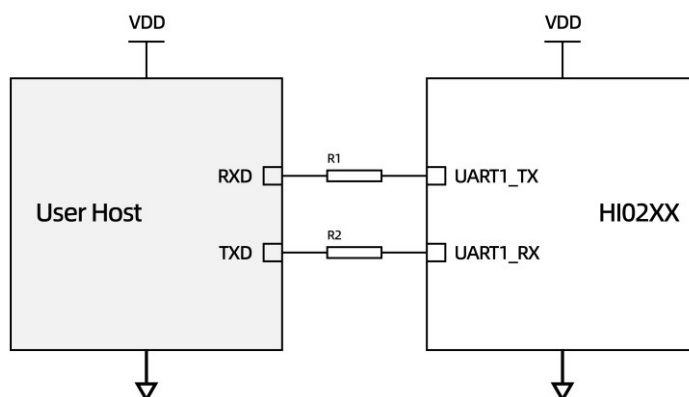 VDD
VDD
R1
RXD
UART1_TX
User Host
HI02XX
R2
TXD
UART1_RX